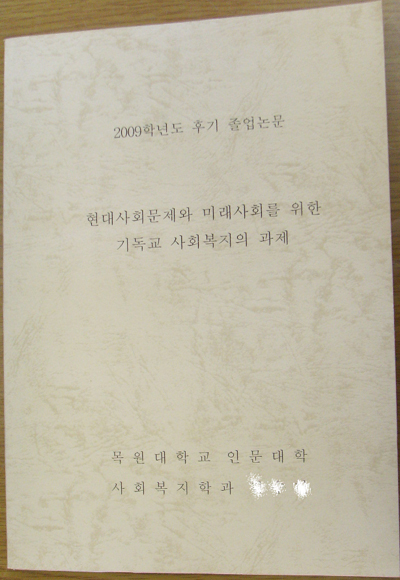 2009학년도 후기 졸업논문
현대사회문제와 미래사회를 위한
기독교 사회복지의 과제
목원대학교 인문대학
사회복지학과